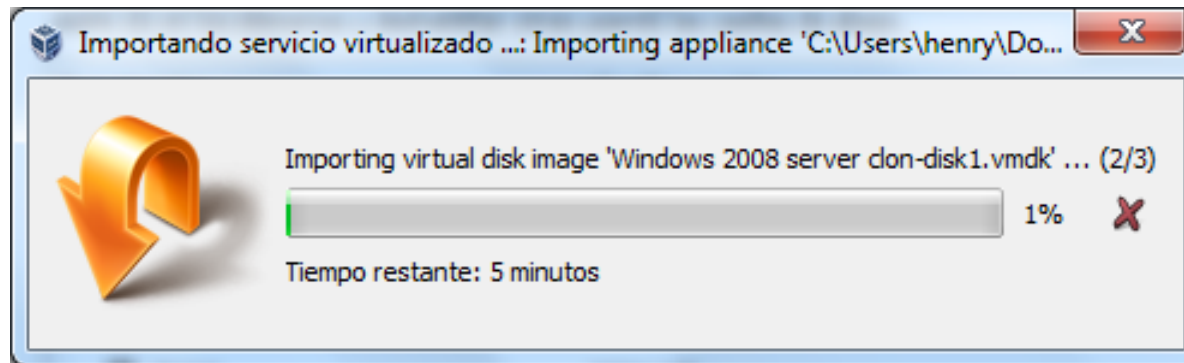 Importando servicio virtualizado ...: Importing appliance 'C:\Users\henry\Do...
Importing virtual disk image 'Windows 2008 server clon-disk1.vmdk' ... (2/3)
1%
Tiempo restante: 5 minutos